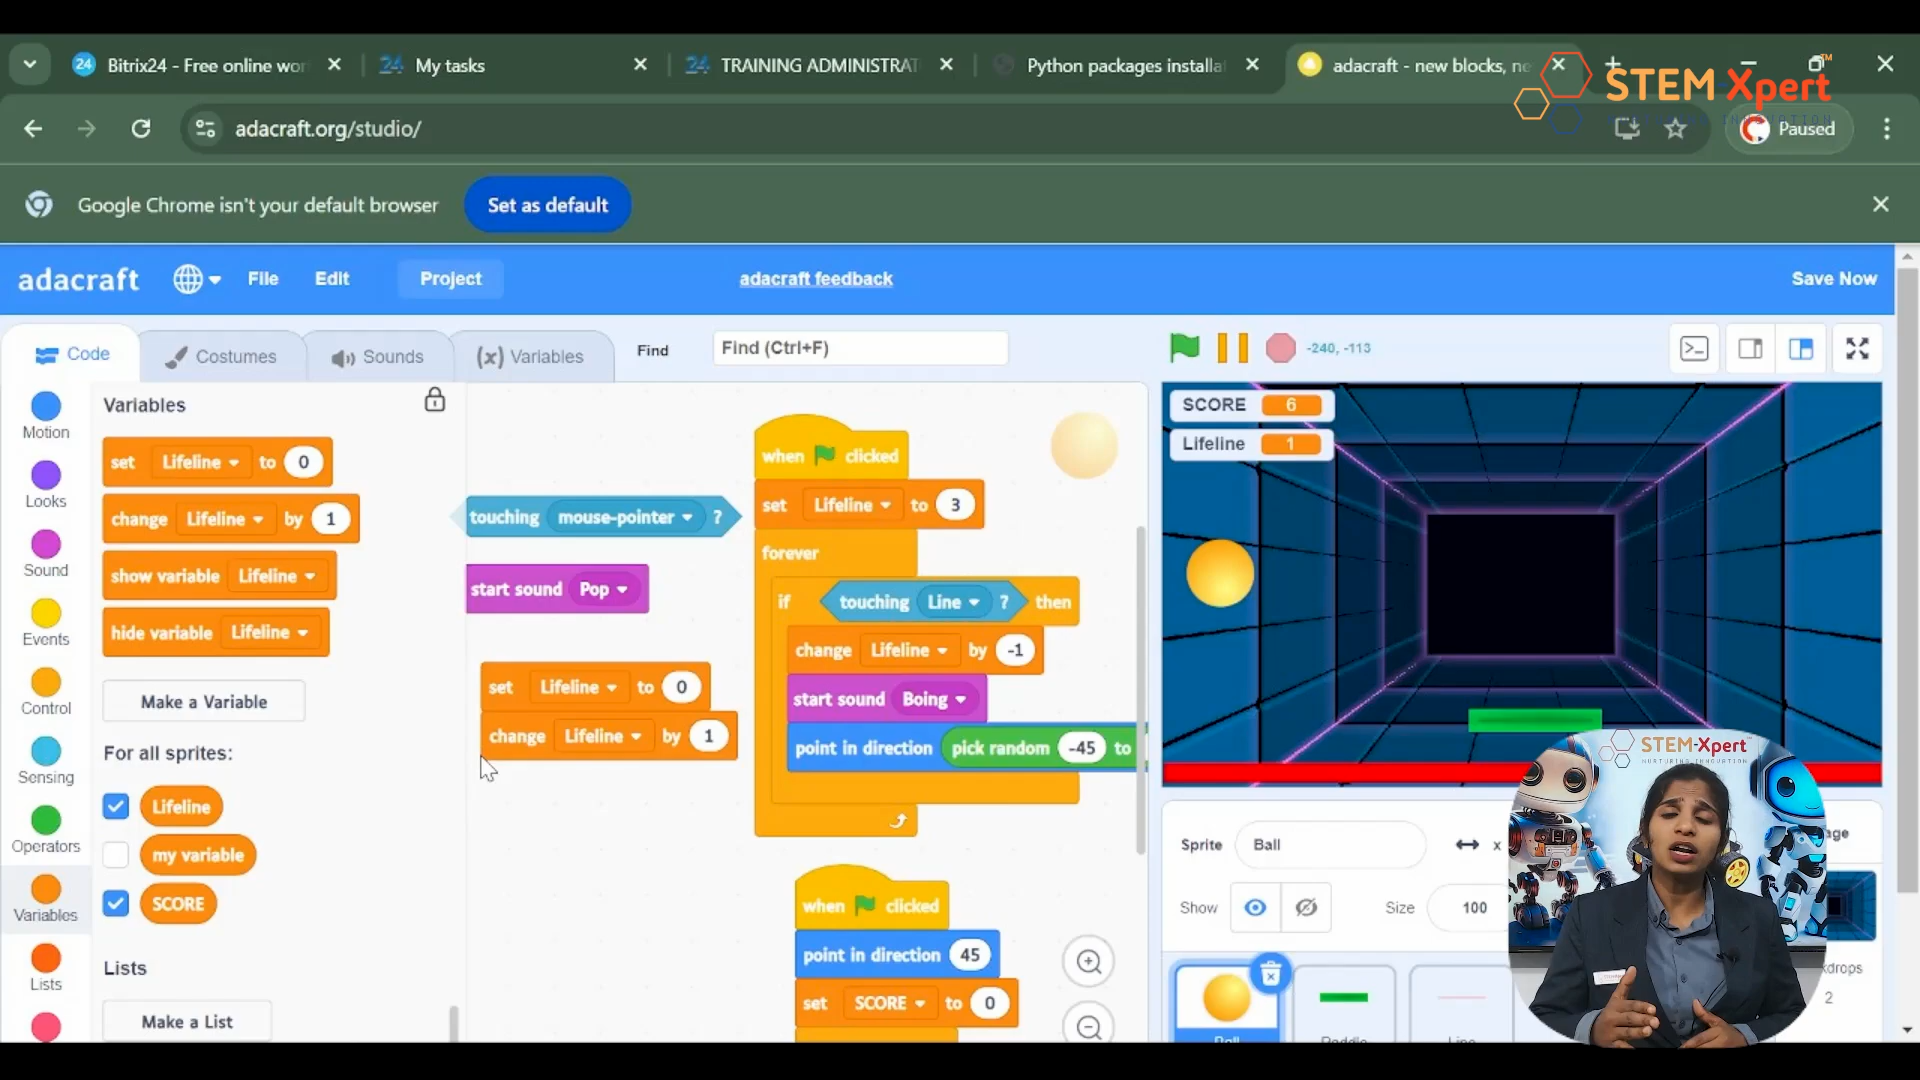 24 Bitrix24 - Free online wor
24 My tasks
24 TRAINING ADMINISTRAT
Python packages installa
adacraft - new blocks, ne
STEM Xpert
TM
adacraft.org/studio/
Paused
Google Chrome isn't your default browser
Set as default
adacraft
File
Edit
Project
adacraft feedback
Save Now
Code
Costumes
Sounds
(x) Variables
Find
Find (Ctrl+F)
-240, -113
Motion
Looks
Sound
Events
Control
Sensing
Operators
Variables
Lists
Variables
set Lifeline to 0
change Lifeline by 1
show variable Lifeline
hide variable Lifeline
Make a Variable
For all sprites:
Lifeline
my variable
SCORE
Lists
Make a List
touching mouse-pointer ?
start sound Pop
set Lifeline to 0
change Lifeline by 1
when clicked
set Lifeline to 3
forever
if touching Line ? then
change Lifeline by -1
start sound Boing
point in direction pick random -45 to
when clicked
point in direction 45
set SCORE to 0
SCORE 6
Lifeline 1
STEM-Xpert
NURTURING INNOVATION
Sprite Ball
x
Show
Size 100
2